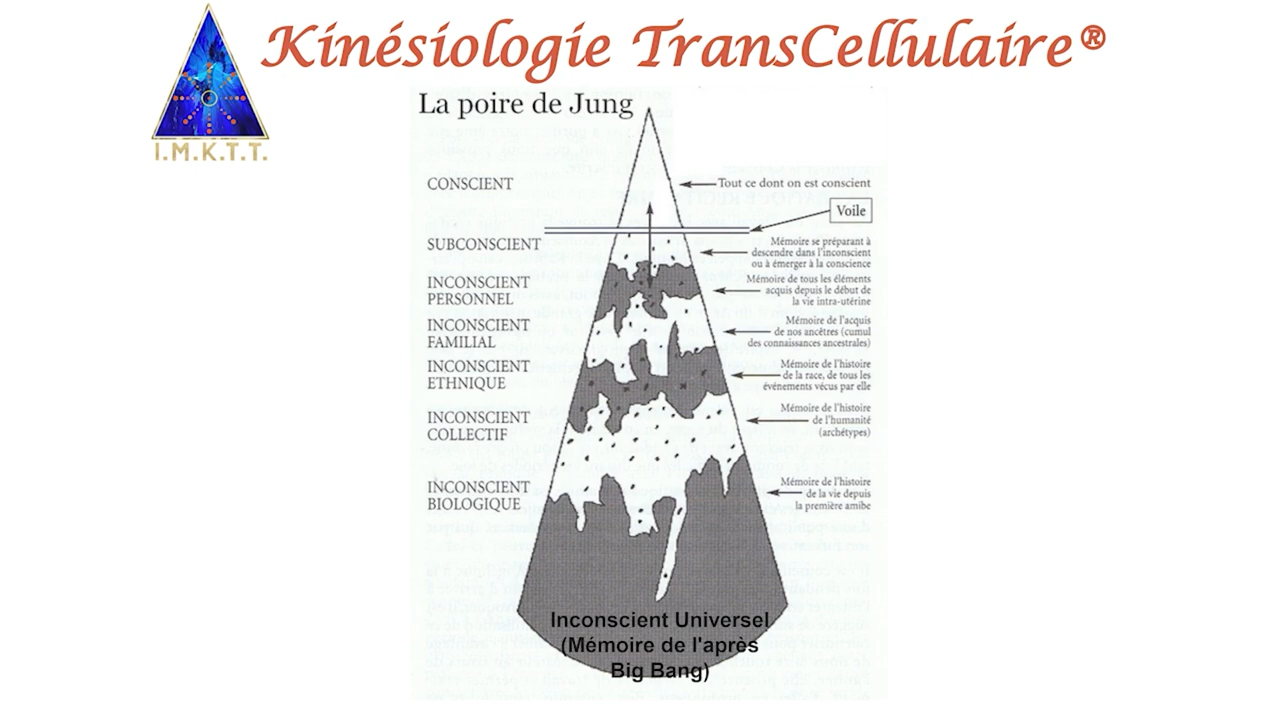 Kinésiologie TransCellulaire®
I.M.K.T.T.
La poire de Jung
CONSCIENT
Tout ce dont on est conscient
Voile
SUBCONSCIENT
Mémoire se préparant à
descendre dans l'inconscient
ou à émerger à la conscience
INCONSCIENT
PERSONNEL
Mémoire de tous les éléments
acquis depuis le début de
la vie intra-utérine
INCONSCIENT
FAMILIAL
Mémoire de l'acquis
de nos ancêtres (cumul
des connaissances ancestrales)
INCONSCIENT
ETHNIQUE
Mémoire de l'histoire
de la race, de tous les
événements vécus par elle
INCONSCIENT
COLLECTIF
Mémoire de l'histoire
de l'humanité
(archétypes)
INCONSCIENT
BIOLOGIQUE
Mémoire de l'histoire
de la vie depuis
la première amibe
Inconscient Universel
(Mémoire de l'après
Big Bang)